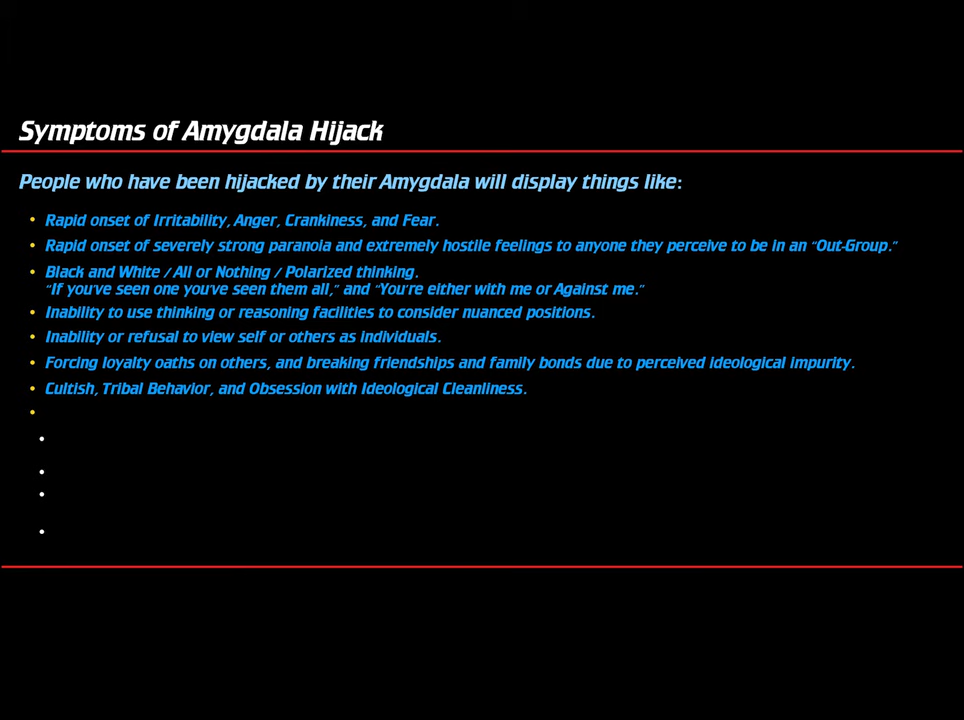 Symptoms of Amygdala Hijack
People who have been hijacked by their Amygdala will display things like:
• Rapid onset of Irritability, Anger, Crankiness, and Fear.
• Rapid onset of severely strong paranoia and extremely hostile feelings to anyone they perceive to be in an “Out-Group.”
• Black and White / All or Nothing / Polarized thinking.
“If you’ve seen one you’ve seen them all,” and “You’re either with me or Against me.”
• Inability to use thinking or reasoning facilities to consider nuanced positions.
• Inability or refusal to view self or others as individuals.
• Forcing loyalty oaths on others, and breaking friendships and family bonds due to perceived ideological impurity.
• Cultish, Tribal Behavior, and Obsession with Ideological Cleanliness.